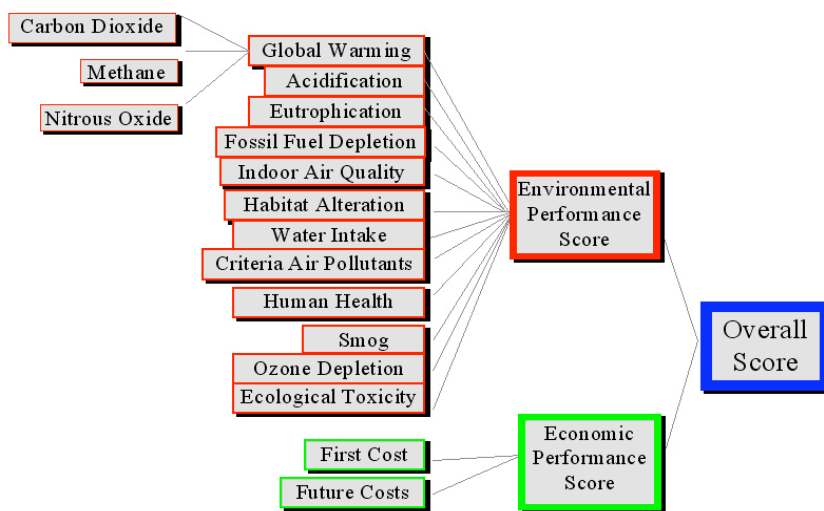 Carbon Dioxide
Methane
Nitrous Oxide
Global Warming
Acidification
Eutrophication
Fossil Fuel Depletion
Indoor Air Quality
Habitat Alteration
Water Intake
Criteria Air Pollutants
Human Health
Smog
Ozone Depletion
Ecological Toxicity
First Cost
Future Costs
Environmental
Performance
Score
Economic
Performance
Score
Overall
Score